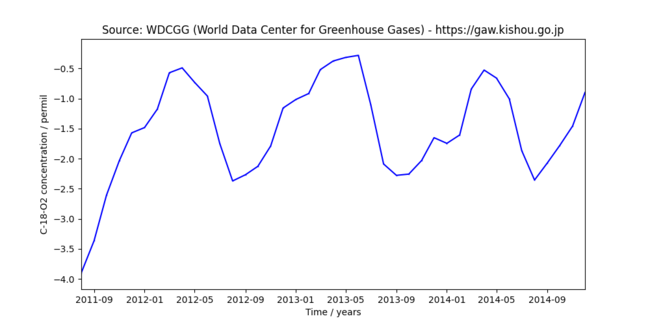 Source: WDCGG (World Data Center for Greenhouse Gases) - https://gaw.kishou.go.jp
C-18-O2 concentration / permil
−0.5
−1.0
−1.5
−2.0
−2.5
−3.0
−3.5
−4.0
2011-09 2012-01 2012-05 2012-09 2013-01 2013-05 2013-09 2014-01 2014-05 2014-09
Time / years